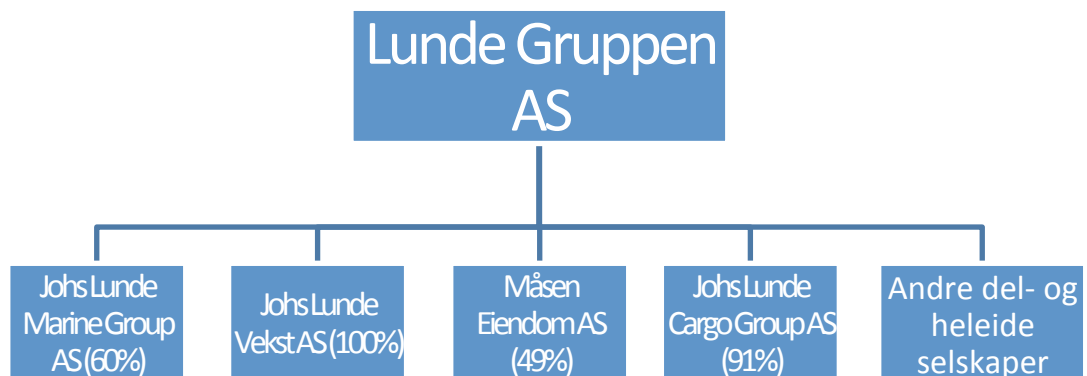 Lunde Gruppen
AS
Johs Lunde
Marine Group
AS (60%)
Johs Lunde
Vekst AS (100%)
Måsen
Eiendom AS
(49%)
Johs Lunde
Cargo Group AS
(91%)
Andre del- og
heleide
selskaper